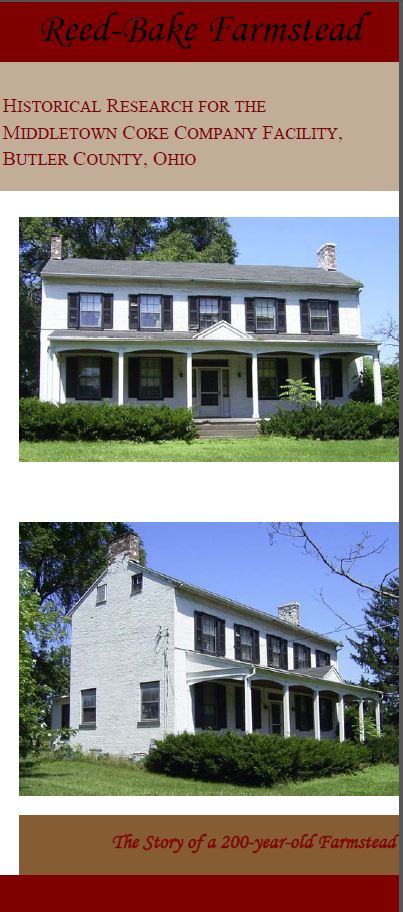 Reed-Bake Farmstead
Historical Research for the
Middletown Coke Company Facility,
Butler County, Ohio
The Story of a 200-year-old Farmstead